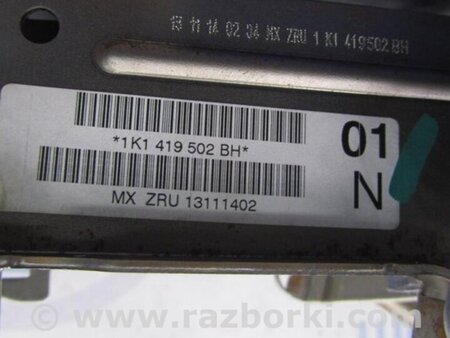 13 11 14 02 04 MX ZRU 1 K1 419502 BH
*1K1 419 502 BH*
01
N
MX ZRU 13111402
www.razborki.com